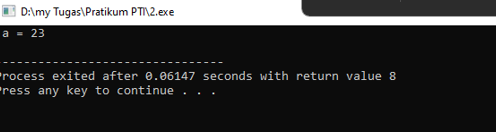 D:\my Tugas\Pratikum PTI\2.exe
a = 23
--------------------------------
Process exited after 0.06147 seconds with return value 8
Press any key to continue . . .